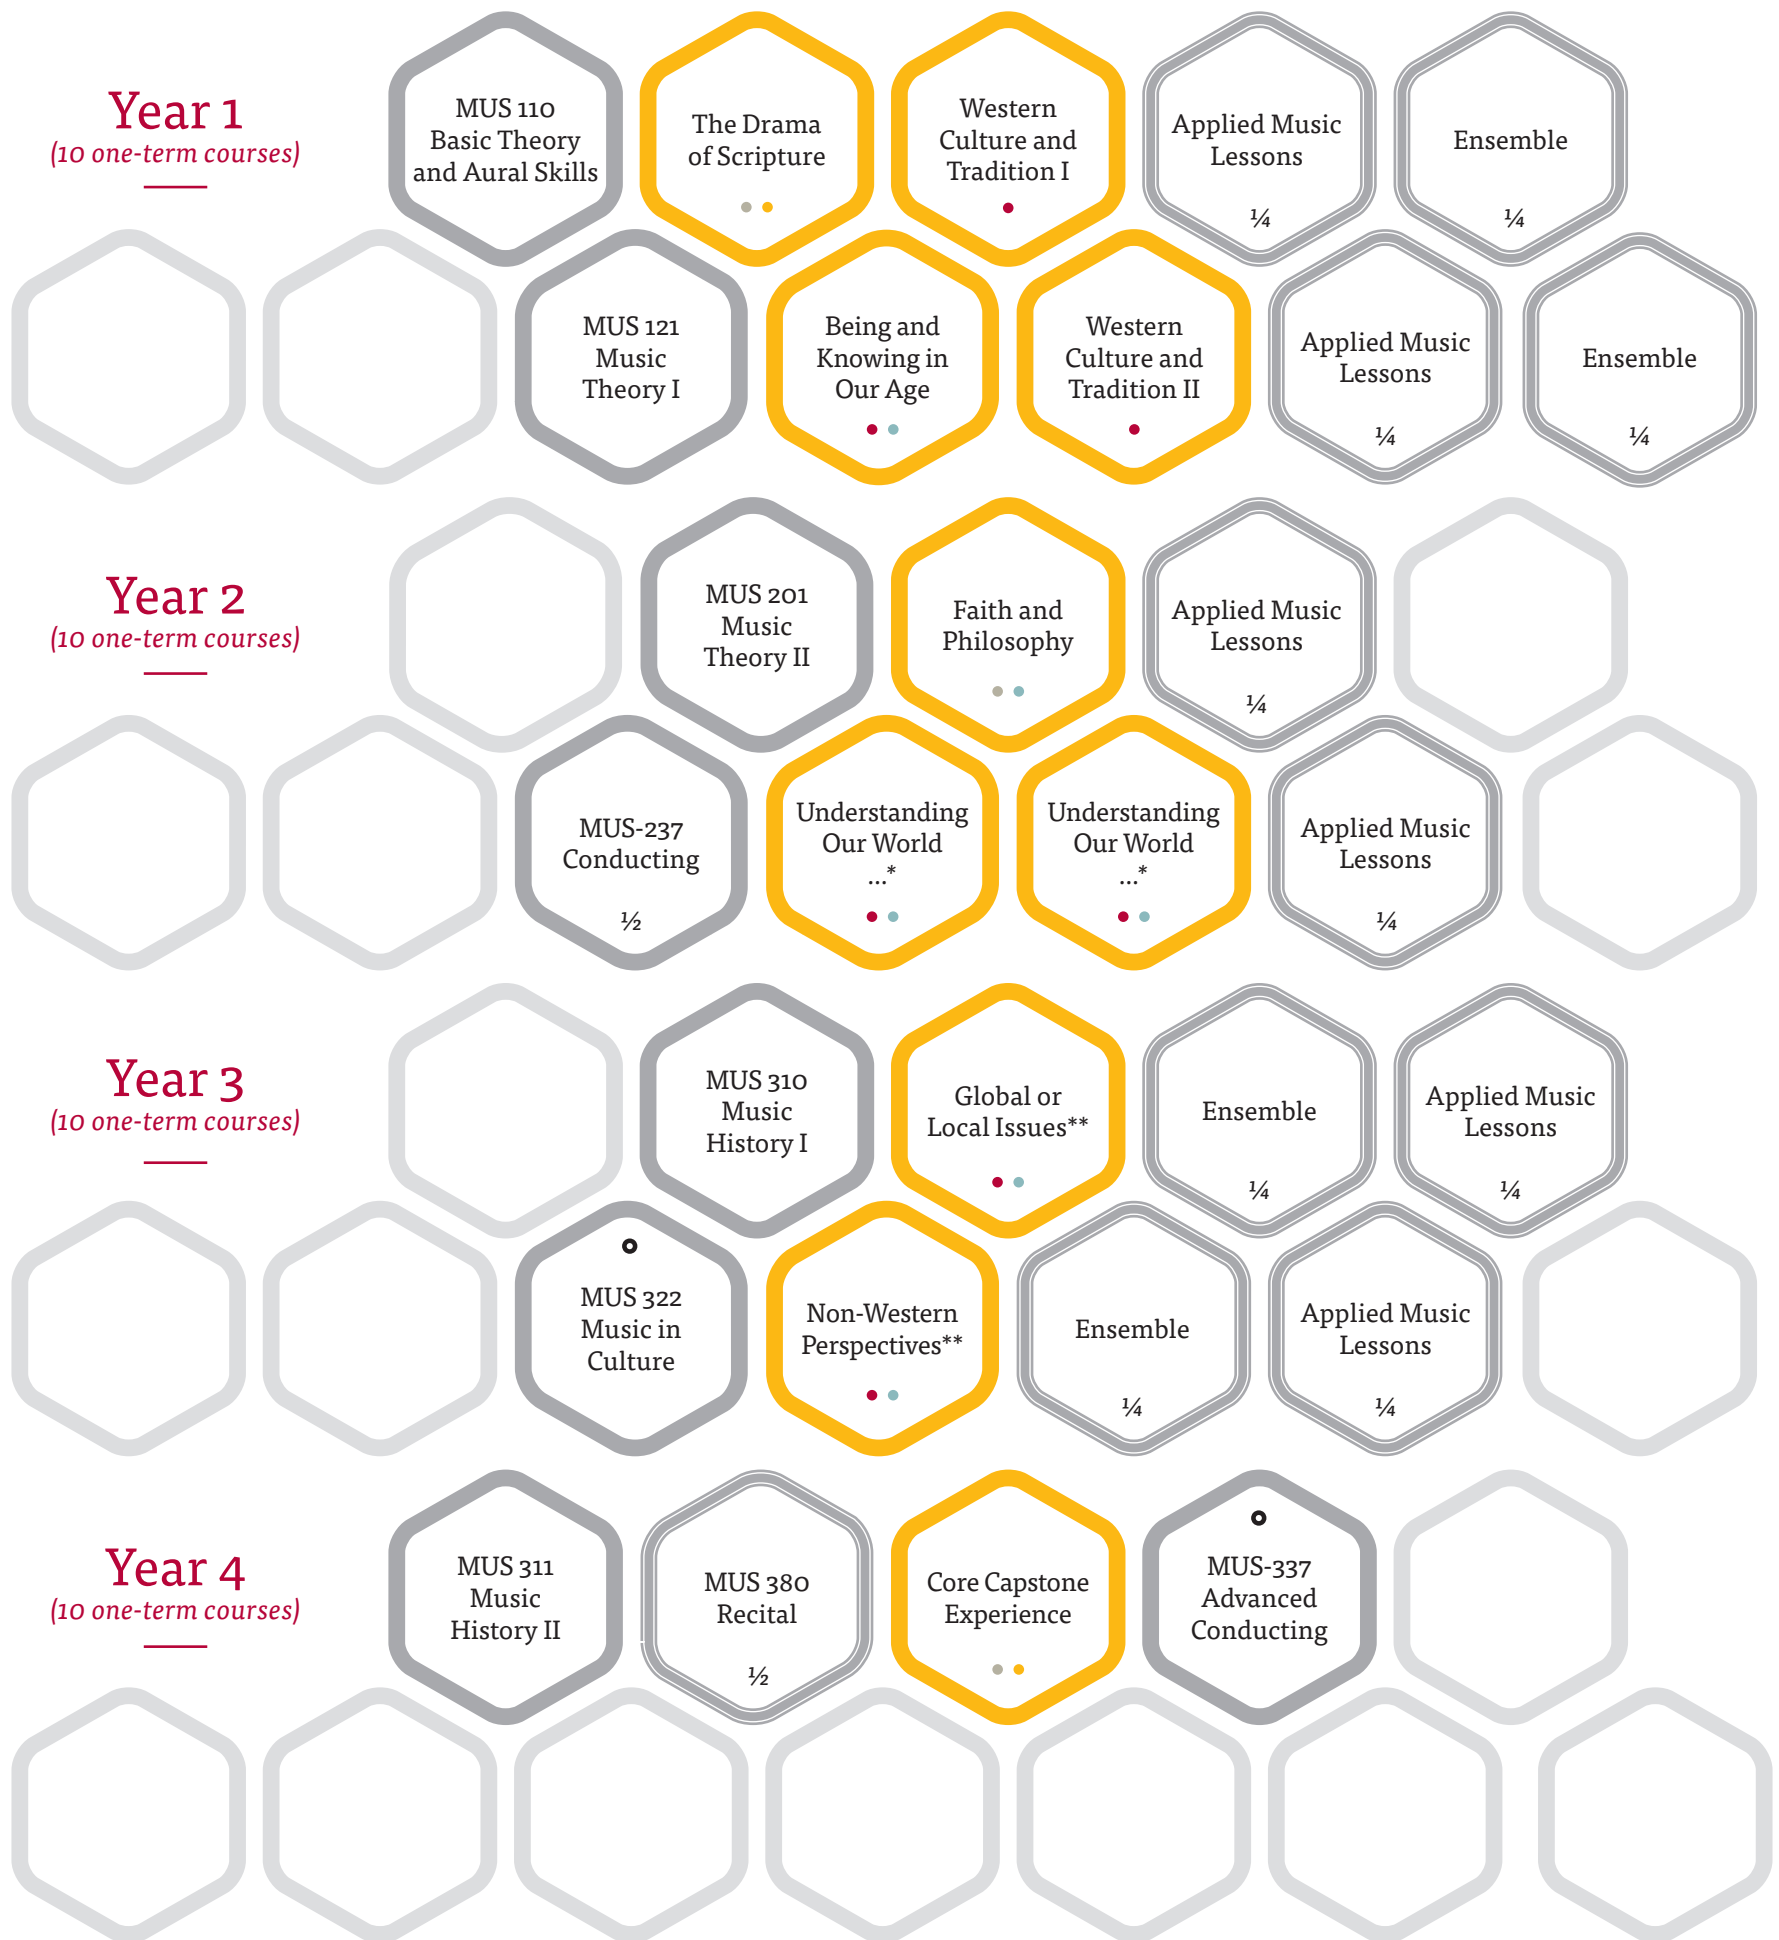 Year 1
(10 one-term courses)
MUS 110
Basic Theory
and Aural Skills
The Drama
of Scripture
Western
Culture and
Tradition I
Applied Music
Lessons
¼
Ensemble
¼
MUS 121
Music
Theory I
Being and
Knowing in
Our Age
Western
Culture and
Tradition II
Applied Music
Lessons
¼
Ensemble
¼
Year 2
(10 one-term courses)
MUS 201
Music
Theory II
Faith and
Philosophy
Applied Music
Lessons
¼
MUS-237
Conducting
½
Understanding
Our World
...*
Understanding
Our World
...*
Applied Music
Lessons
¼
Year 3
(10 one-term courses)
MUS 310
Music
History I
Global or
Local Issues**
Ensemble
¼
Applied Music
Lessons
¼
MUS 322
Music in
Culture
Non-Western
Perspectives**
Ensemble
¼
Applied Music
Lessons
¼
Year 4
(10 one-term courses)
MUS 311
Music
History II
MUS 380
Recital
½
Core Capstone
Experience
MUS-337
Advanced
Conducting